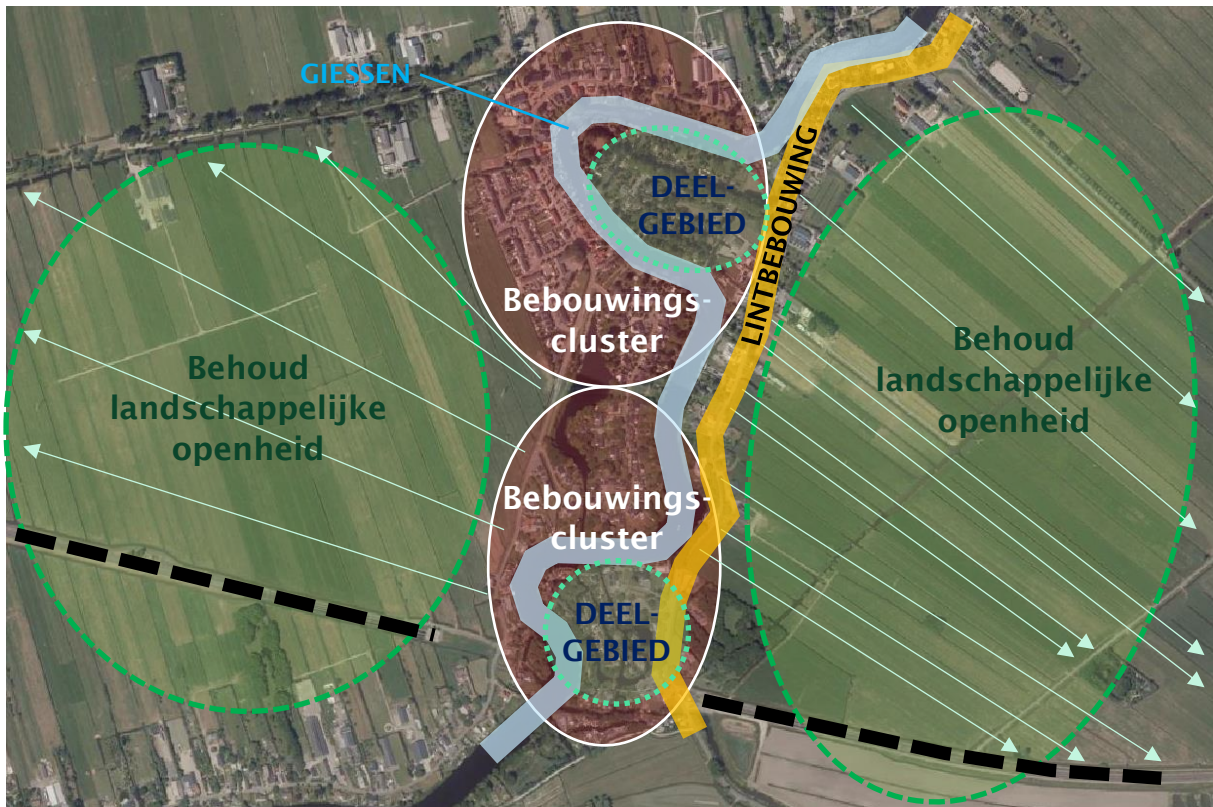 GIESSEN
DEEL-
GEBIED
LINTBEBOUWING
Bebouwings-
cluster
Behoud
landschappelijke
openheid
Behoud
landschappelijke
openheid
Bebouwings-
cluster
DEEL-
GEBIED